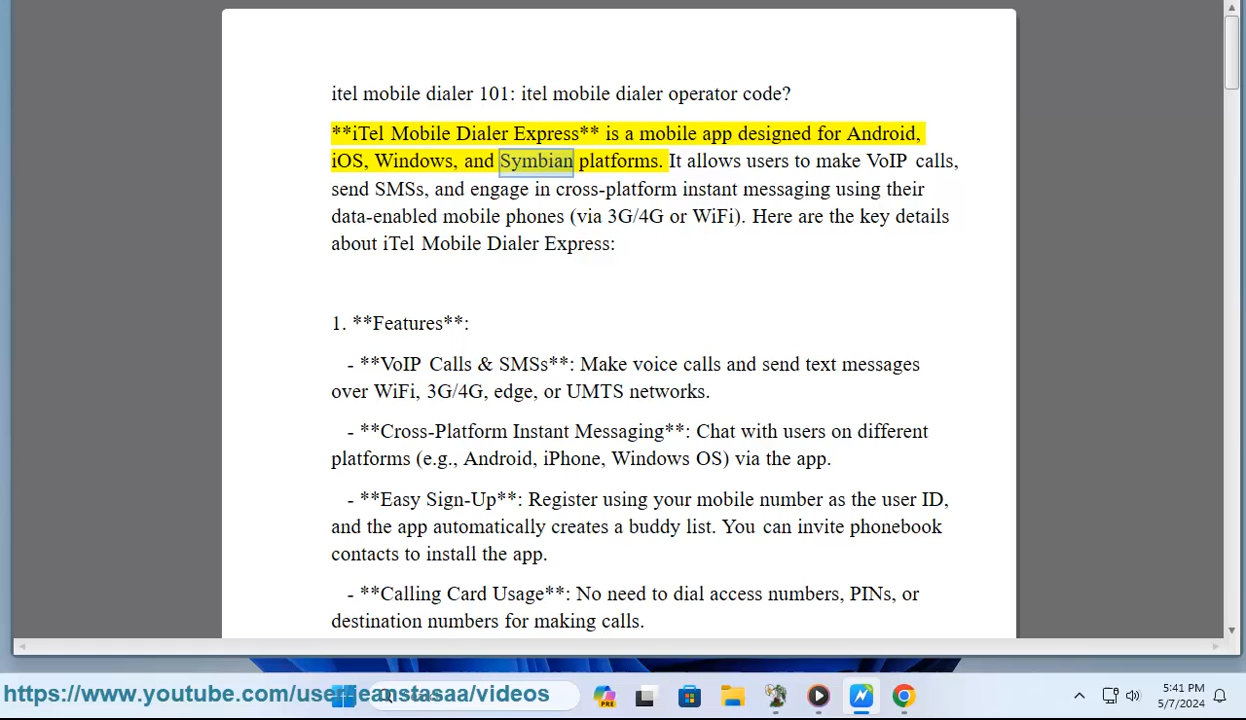 itel mobile dialer 101: itel mobile dialer operator code?
**iTel Mobile Dialer Express** is a mobile app designed for Android,
iOS, Windows, and Symbian platforms. It allows users to make VoIP calls,
send SMSs, and engage in cross-platform instant messaging using their
data-enabled mobile phones (via 3G/4G or WiFi). Here are the key details
about iTel Mobile Dialer Express:
1. **Features**:
- **VoIP Calls & SMSs**: Make voice calls and send text messages
over WiFi, 3G/4G, edge, or UMTS networks.
- **Cross-Platform Instant Messaging**: Chat with users on different
platforms (e.g., Android, iPhone, Windows OS) via the app.
- **Easy Sign-Up**: Register using your mobile number as the user ID,
and the app automatically creates a buddy list. You can invite phonebook
contacts to install the app.
- **Calling Card Usage**: No need to dial access numbers, PINs, or
destination numbers for making calls.
PRE
5:41 PM
5/7/2024